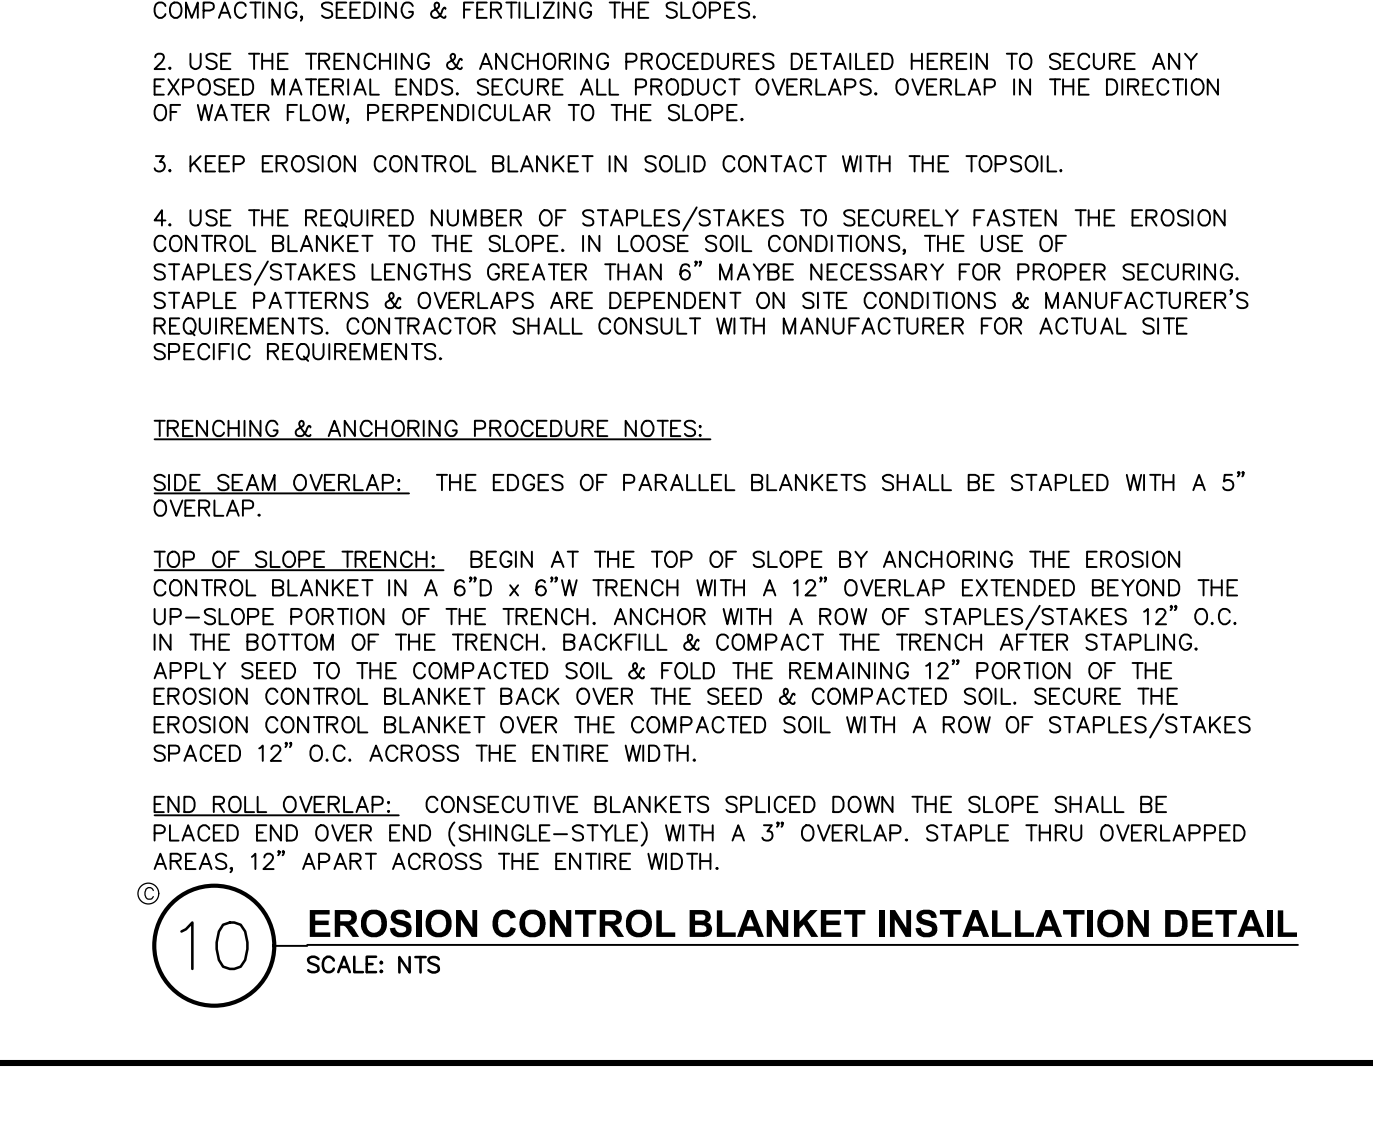 COMPACTING, SEEDING & FERTILIZING THE SLOPES.
2. USE THE TRENCHING & ANCHORING PROCEDURES DETAILED HEREIN TO SECURE ANY
EXPOSED MATERIAL ENDS. SECURE ALL PRODUCT OVERLAPS. OVERLAP IN THE DIRECTION
OF WATER FLOW, PERPENDICULAR TO THE SLOPE.
3. KEEP EROSION CONTROL BLANKET IN SOLID CONTACT WITH THE TOPSOIL.
4. USE THE REQUIRED NUMBER OF STAPLES/STAKES TO SECURELY FASTEN THE EROSION
CONTROL BLANKET TO THE SLOPE. IN LOOSE SOIL CONDITIONS, THE USE OF
STAPLES/STAKES LENGTHS GREATER THAN 6" MAYBE NECESSARY FOR PROPER SECURING.
STAPLE PATTERNS & OVERLAPS ARE DEPENDENT ON SITE CONDITIONS & MANUFACTURER'S
REQUIREMENTS. CONTRACTOR SHALL CONSULT WITH MANUFACTURER FOR ACTUAL SITE
SPECIFIC REQUIREMENTS.
TRENCHING & ANCHORING PROCEDURE NOTES:
SIDE SEAM OVERLAP: THE EDGES OF PARALLEL BLANKETS SHALL BE STAPLED WITH A 5"
OVERLAP.
TOP OF SLOPE TRENCH: BEGIN AT THE TOP OF SLOPE BY ANCHORING THE EROSION
CONTROL BLANKET IN A 6"D x 6"W TRENCH WITH A 12" OVERLAP EXTENDED BEYOND THE
UP-SLOPE PORTION OF THE TRENCH. ANCHOR WITH A ROW OF STAPLES/STAKES 12" O.C.
IN THE BOTTOM OF THE TRENCH. BACKFILL & COMPACT THE TRENCH AFTER STAPLING.
APPLY SEED TO THE COMPACTED SOIL & FOLD THE REMAINING 12" PORTION OF THE
EROSION CONTROL BLANKET BACK OVER THE SEED & COMPACTED SOIL. SECURE THE
EROSION CONTROL BLANKET OVER THE COMPACTED SOIL WITH A ROW OF STAPLES/STAKES
SPACED 12" O.C. ACROSS THE ENTIRE WIDTH.
END ROLL OVERLAP: CONSECUTIVE BLANKETS SPLICED DOWN THE SLOPE SHALL BE
PLACED END OVER END (SHINGLE-STYLE) WITH A 3" OVERLAP. STAPLE THRU OVERLAPPED
AREAS, 12" APART ACROSS THE ENTIRE WIDTH.
©
10
EROSION CONTROL BLANKET INSTALLATION DETAIL
SCALE: NTS